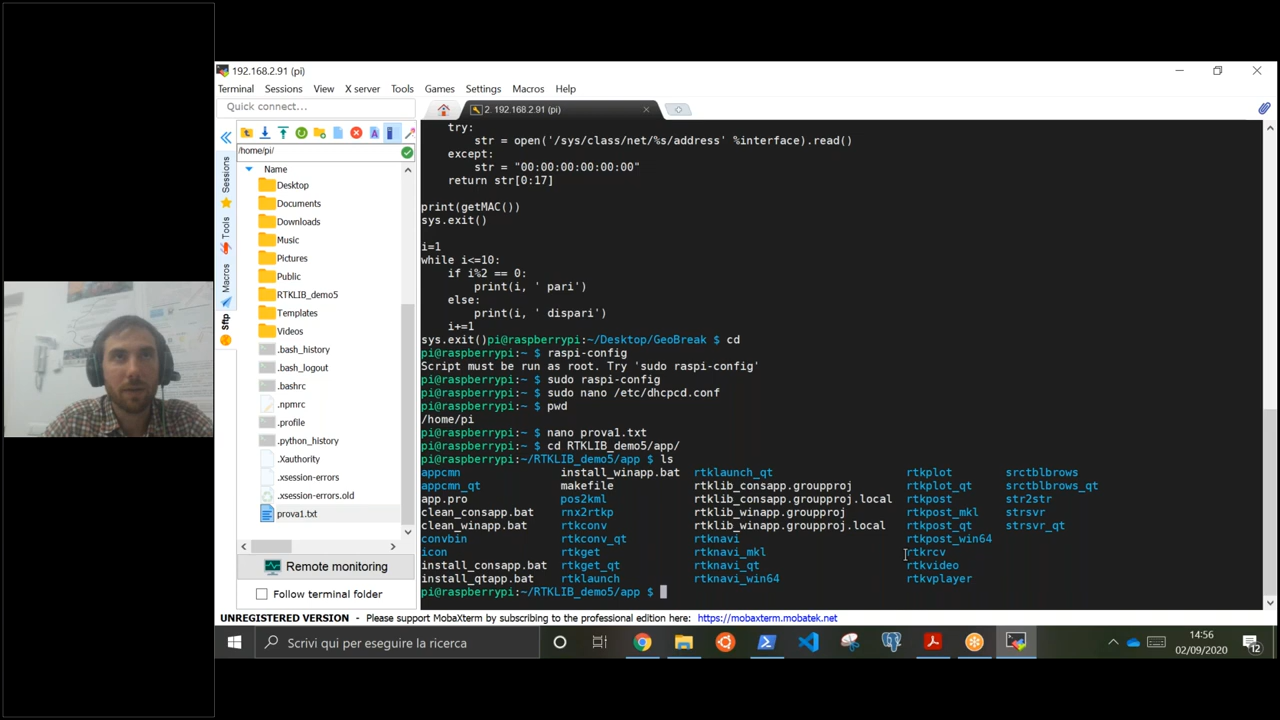 192.168.2.91 (pi)
Terminal Sessions View X server Tools Games Settings Macros Help
Quick connect...
2. 192.168.2.91 (pi)
/home/pi/
Name
Desktop
Documents
Downloads
Music
Pictures
Public
RTKLIB_demo5
Templates
Videos
.bash_history
.bash_logout
.bashrc
.npmrc
.profile
.python_history
.Xauthority
.xsession-errors
.xsession-errors.old
prova1.txt
Remote monitoring
Follow terminal folder
Sessions
Tools
Macros
Sftp
try:
str = open('/sys/class/net/%s/address' %interface).read()
except:
str = "00:00:00:00:00:00"
return str[0:17]
print(getMAC())
sys.exit()
i=1
while i<=10:
if i%2 == 0:
print(i, ' pari')
else:
print(i, ' dispari')
i+=1
sys.exit()pi@raspberrypi:~/Desktop/GeoBreak $ cd
pi@raspberrypi:~ $ raspi-config
Script must be run as root. Try 'sudo raspi-config'
pi@raspberrypi:~ $ sudo raspi-config
pi@raspberrypi:~ $ sudo nano /etc/dhcpcd.conf
pi@raspberrypi:~ $ pwd
/home/pi
pi@raspberrypi:~ $ nano prova1.txt
pi@raspberrypi:~ $ cd RTKLIB_demo5/app/
pi@raspberrypi:~/RTKLIB_demo5/app $ ls
appcmn install_winapp.bat rtklaunch_qt rtkplot srctblbrows
appcmn_qt makefile rtklib_consapp.groupproj rtkplot_qt srctblbrows_qt
app.pro pos2kml rtklib_consapp.groupproj.local rtkpost str2str
clean_consapp.bat rnx2rtkp rtklib_winapp.groupproj rtkpost_mkl strsvr
clean_winapp.bat rtkconv rtklib_winapp.groupproj.local rtkpost_qt strsvr_qt
convbin rtkconv_qt rtknavi rtkpost_win64
icon rtkget rtknavi_mkl rtkrcv
install_consapp.bat rtkget_qt rtknavi_qt rtkvideo
install_qtapp.bat rtklaunch rtknavi_win64 rtkvplayer
pi@raspberrypi:~/RTKLIB_demo5/app $
UNREGISTERED VERSION - Please support MobaXterm by subscribing to the professional edition here: https://mobaxterm.mobatek.net
Scrivi qui per eseguire la ricerca
14:56
02/09/2020
12